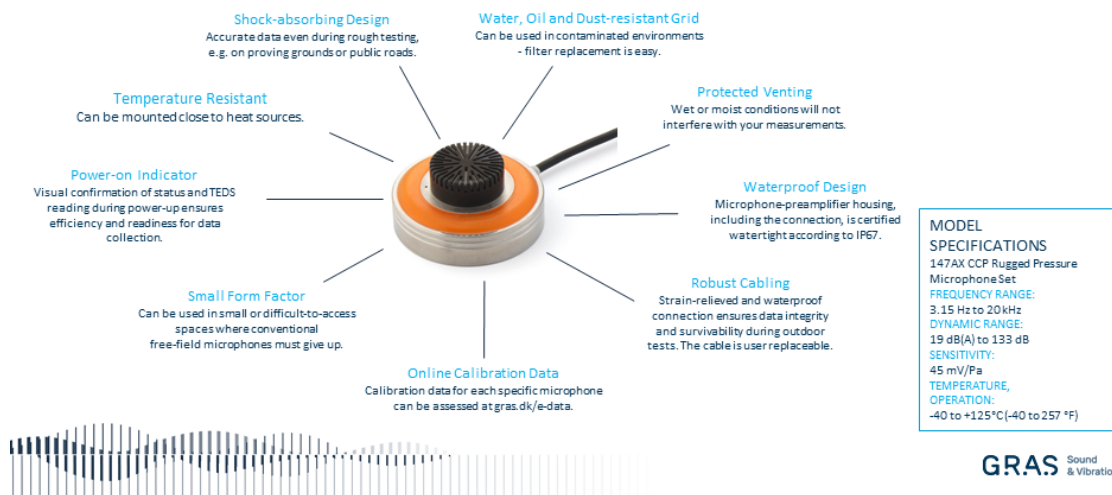 Shock-absorbing Design
Accurate data even during rough testing,
e.g. on proving grounds or public roads.
Water, Oil and Dust-resistant Grid
Can be used in contaminated environments
- filter replacement is easy.
Temperature Resistant
Can be mounted close to heat sources.
Protected Venting
Wet or moist conditions will not
interfere with your measurements.
Power-on Indicator
Visual confirmation of status and TEDS
reading during power-up ensures
efficiency and readiness for data
collection.
Waterproof Design
Microphone-preamplifier housing,
including the connection, is certified
watertight according to IP67.
Small Form Factor
Can be used in small or difficult-to-access
spaces where conventional
free-field microphones must give up.
Robust Cabling
Strain-relieved and waterproof
connection ensures data integrity
and survivability during outdoor
tests. The cable is user replaceable.
Online Calibration Data
Calibration data for each specific microphone
can be assessed at gras.dk/e-data.
MODEL
SPECIFICATIONS
147AX CCP Rugged Pressure
Microphone Set
FREQUENCY RANGE:
3.15 Hz to 20 kHz
DYNAMIC RANGE:
19 dB(A) to 133 dB
SENSITIVITY:
45 mV/Pa
TEMPERATURE,
OPERATION:
-40 to +125°C (-40 to 257 °F)
GRAS Sound
& Vibratio